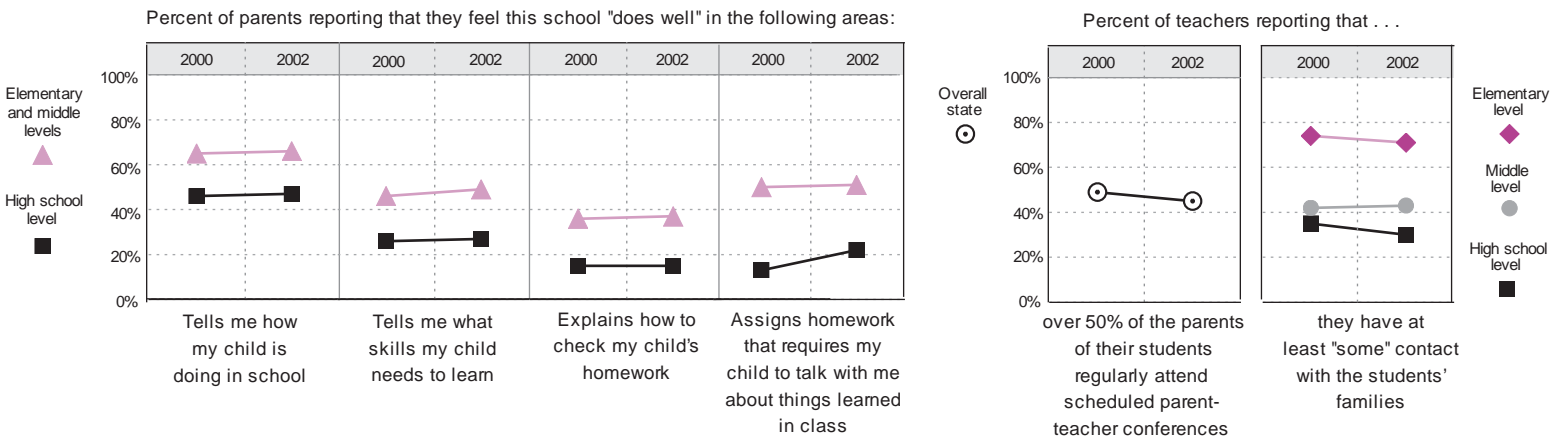 Percent of parents reporting that they feel this school "does well" in the following areas:
2000 2002 2000 2002 2000 2002 2000 2002
Elementary
and middle
levels
High school
level
100%
80%
60%
40%
20%
0%
Tells me how
my child is
doing in school
Tells me what
skills my child
needs to learn
Explains how to
check my child's
homework
Assigns homework
that requires my
child to talk with me
about things learned
in class
Percent of teachers reporting that . . .
2000 2002 2000 2002
Overall
state
100%
80%
60%
40%
20%
0%
Elementary
level
Middle
level
High school
level
over 50% of the parents
of their students
regularly attend
scheduled parent-
teacher conferences
they have at
least "some" contact
with the students’
families